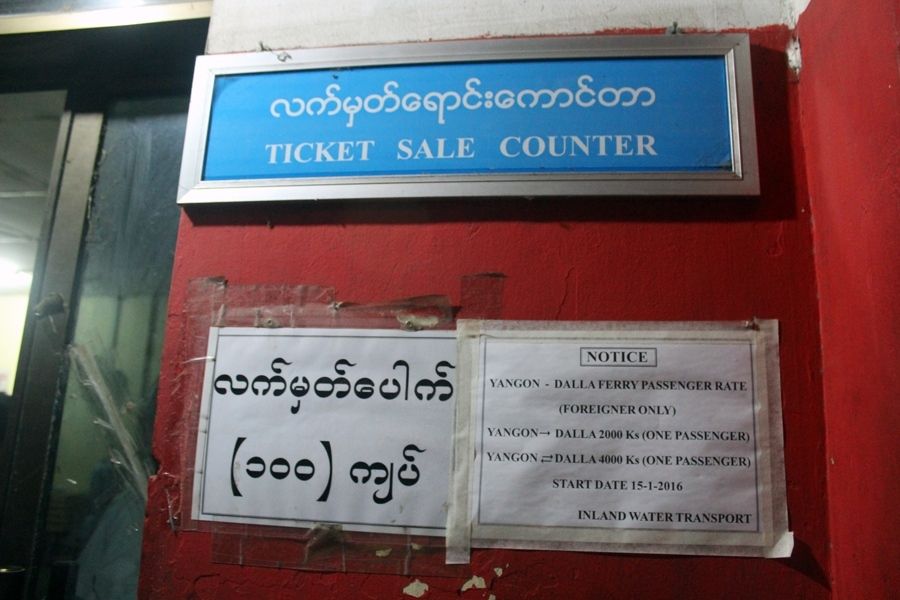 လက်မှတ်ရောင်းကောင်တာ
TICKET SALE COUNTER
လက်မှတ်ပေါက်
(၁၀၀) ကျပ်
NOTICE
YANGON - DALLA FERRY PASSENGER RATE
(FOREIGNER ONLY)
YANGON→ DALLA 2000 Ks (ONE PASSENGER)
YANGON ⇄ DALLA 4000 Ks (ONE PASSENGER)
START DATE 15-1-2016
INLAND WATER TRANSPORT